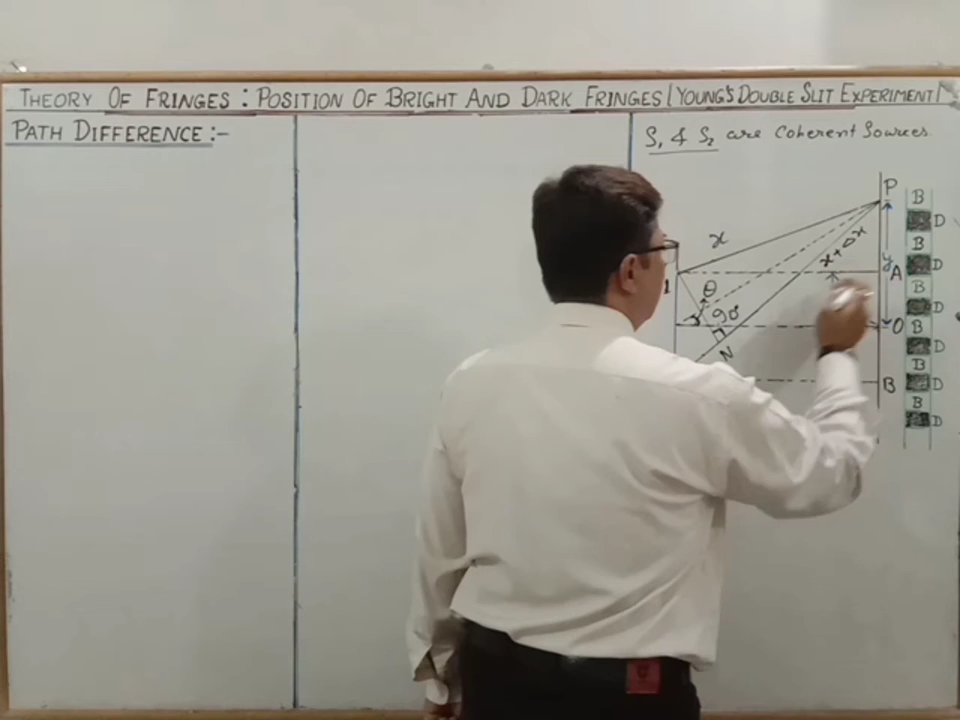 THEORY OF FRINGES : POSITION OF BRIGHT AND DARK FRINGES (YOUNG'S DOUBLE SLIT EXPERIMENT)
PATH DIFFERENCE :-
S₁ & S₂ are Coherent Sources
P
B
D
x
x + Δx
y
B
A
D
1
θ
B
90°
D
O
B
N
D
B
B
D
B
D